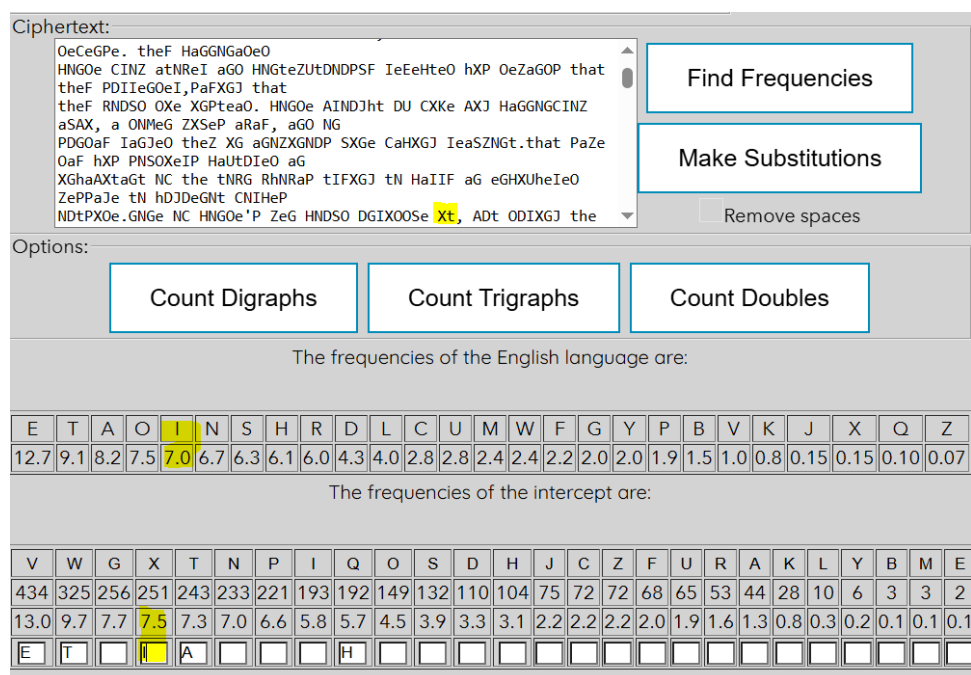 Ciphertext:
OeCeGPe. theF HaGGNGaOeO
HNGOe CINZ atNReI aGO HNGteZUtDNDPSF IeEeHteO hXP OeZaGOP that
theF PDIIeGOeI,PaFXGJ that
theF RNDSO OXe XGPteaO. HNGOe AINDJht DU CXKe AXJ HaGGNGCINZ
aSAX, a ONMeG ZXSeP aRaF, aGO NG
PDGOaF IaGJeO theZ XG aGNZXGNDP SXGe CaHXGJ IeaSZNGt.that PaZe
OaF hXP PNSOXeIP HaUtDIeO aG
XGhaAXtaGt NC the tNRG RhNRaP tIFXGJ tN HaIIF aG eGHXUheIeO
ZePPaJe tN hDJDeGNt CNIHeP
NDtPXOe.GNGe NC HNGOe'P ZeG HNDSO DGIXOOSe Xt, ADt ODIXGJ the
Find Frequencies
Make Substitutions
Remove spaces
Options:
Count Digraphs Count Trigraphs Count Doubles
The frequencies of the English language are:
E T A O I N S H R D L C U M W F G Y P B V K J X Q Z
12.7 9.1 8.2 7.5 7.0 6.7 6.3 6.1 6.0 4.3 4.0 2.8 2.8 2.4 2.4 2.2 2.0 2.0 1.9 1.5 1.0 0.8 0.15 0.15 0.10 0.07
The frequencies of the intercept are:
V W G X T N P I Q O S D H J C Z F U R A K L Y B M E
434 325 256 251 243 233 221 193 192 149 132 110 104 75 72 72 68 65 53 44 28 10 6 3 3 2
13.0 9.7 7.7 7.5 7.3 7.0 6.6 5.8 5.7 4.5 3.9 3.3 3.1 2.2 2.2 2.2 2.0 1.9 1.6 1.3 0.8 0.3 0.2 0.1 0.1 0.1
E T I A H